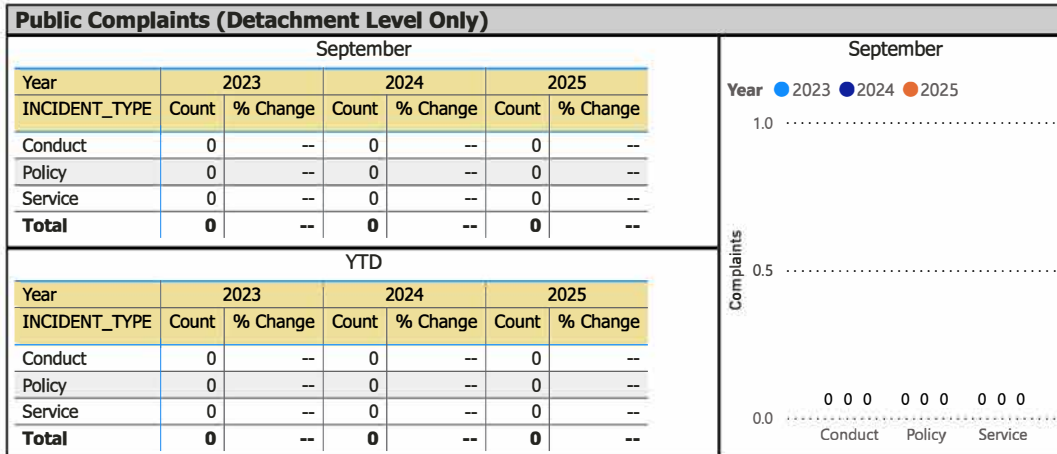 Public Complaints (Detachment Level Only)
September
Year 2023 2024 2025
INCIDENT_TYPE Count % Change Count % Change Count % Change
Conduct 0 -- 0 -- 0 --
Policy 0 -- 0 -- 0 --
Service 0 -- 0 -- 0 --
Total 0 -- 0 -- 0 --
YTD
Year 2023 2024 2025
INCIDENT_TYPE Count % Change Count % Change Count % Change
Conduct 0 -- 0 -- 0 --
Policy 0 -- 0 -- 0 --
Service 0 -- 0 -- 0 --
Total 0 -- 0 -- 0 --
September
Year 2023 2024 2025
1.0
Complaints
0.5
0 0 0 0 0 0 0 0 0
0.0
Conduct Policy Service